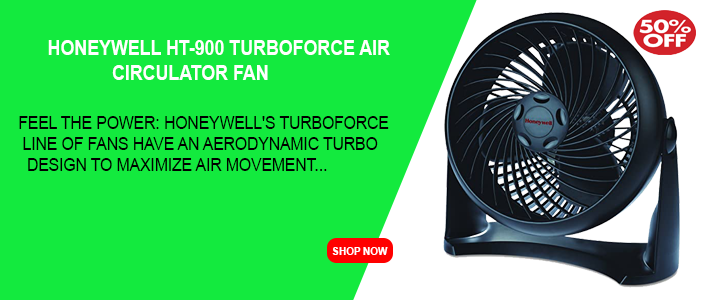 HONEYWELL HT-900 TURBOFORCE AIR
CIRCULATOR FAN
FEEL THE POWER: HONEYWELL'S TURBOFORCE
LINE OF FANS HAVE AN AERODYNAMIC TURBO
DESIGN TO MAXIMIZE AIR MOVEMENT...
SHOP NOW
50%
OFF
Honeywell